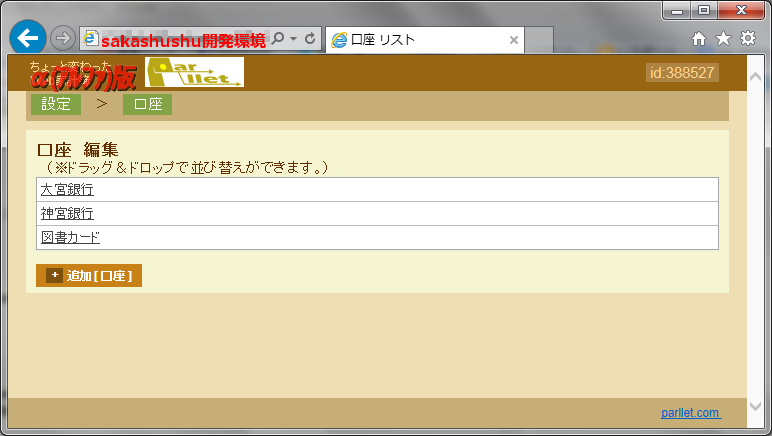 sakashushu開発環境
口座 リスト
ちょーと変わった
α(アルファ)版
Parllet
id:388527
設定 > 口座
口座 編集
(※ドラッグ&ドロップで並び替えができます。)
大宮銀行
神宮銀行
図書カード
+ 追加[口座]
parllet.com